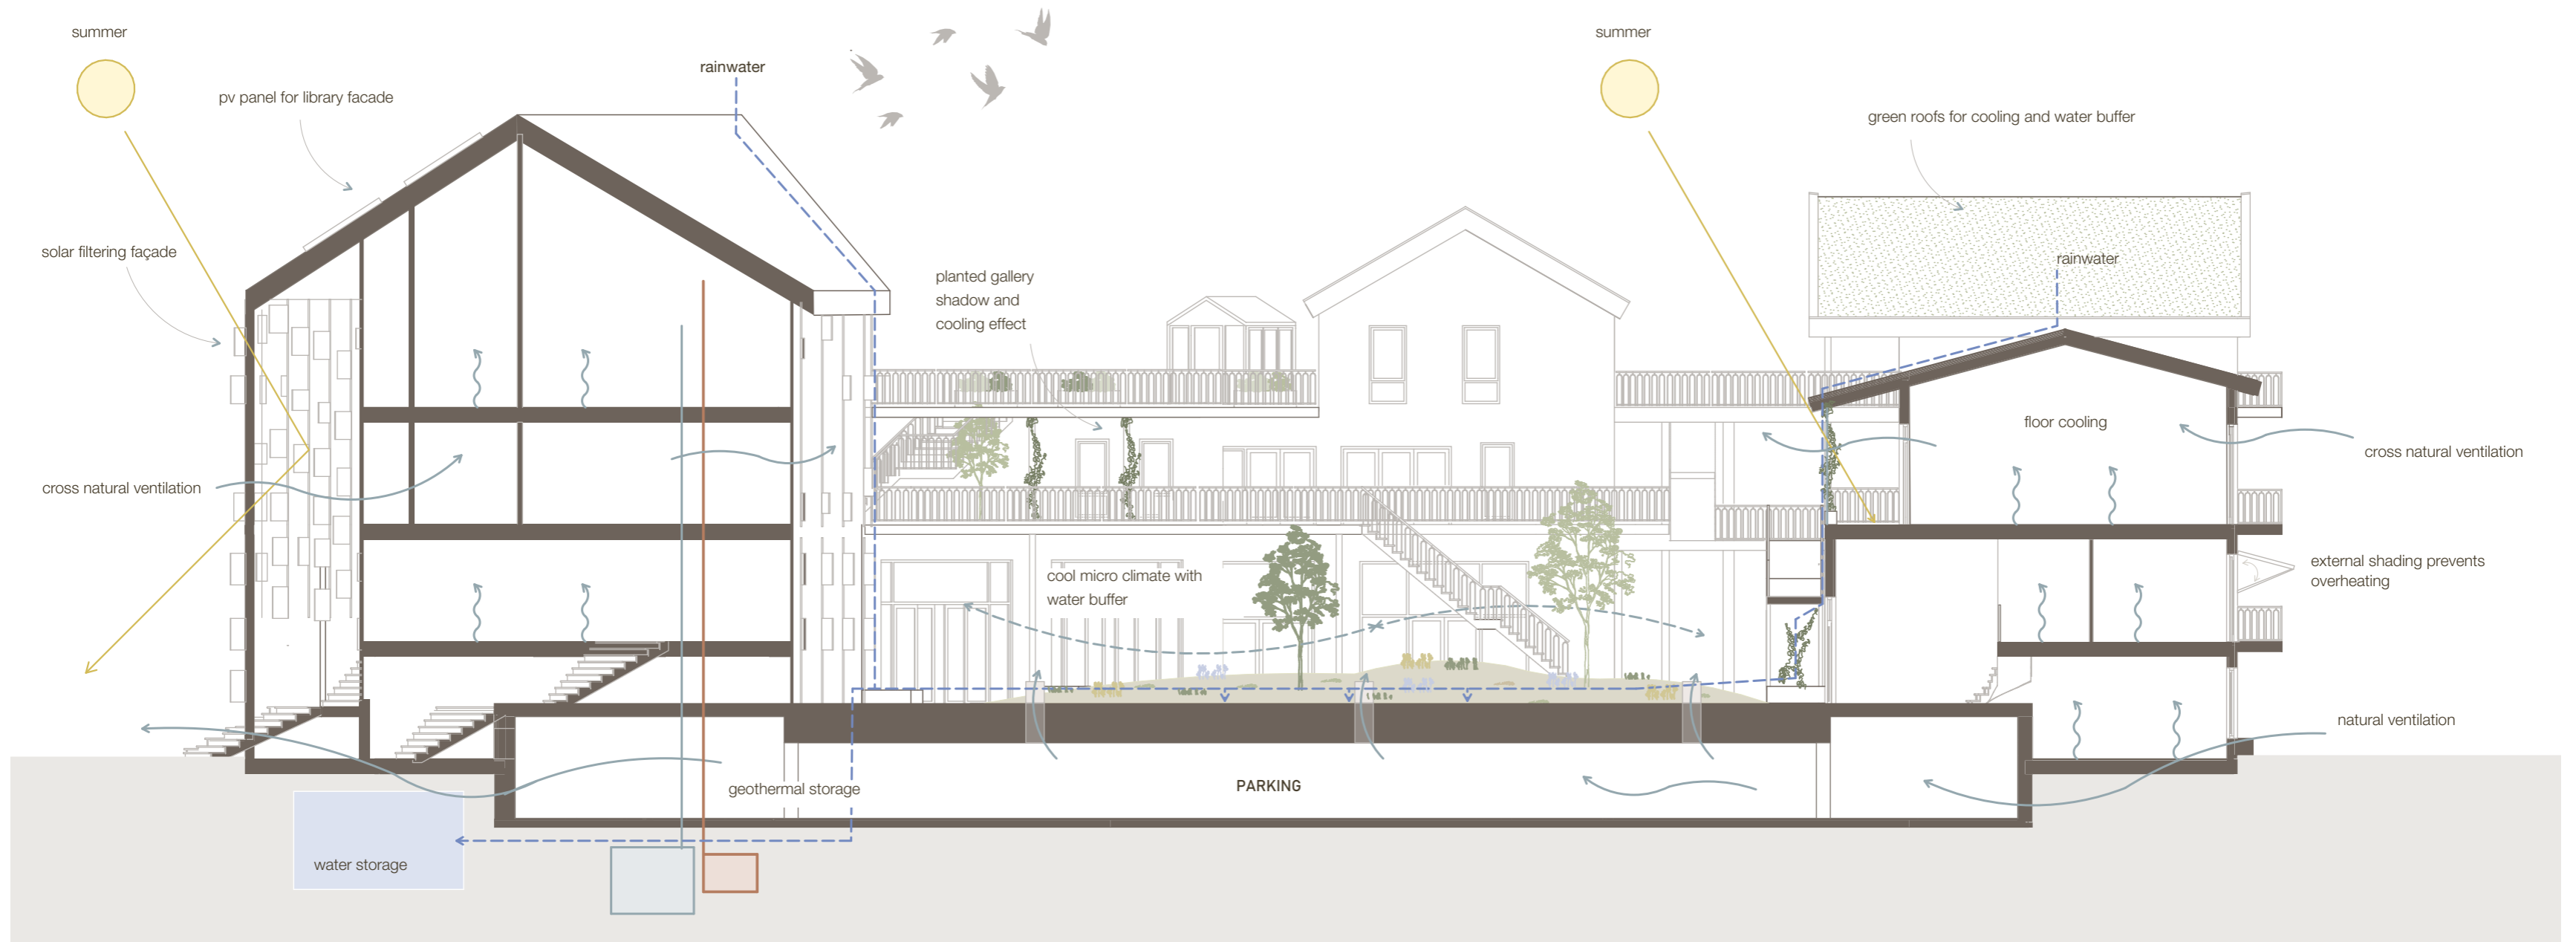 summer
summer
rainwater
pv panel for library facade
green roofs for cooling and water buffer
solar filtering façade
rainwater
planted gallery
shadow and
cooling effect
floor cooling
cross natural ventilation
cross natural ventilation
external shading prevents
overheating
cool micro climate with
water buffer
natural ventilation
geothermal storage
PARKING
water storage